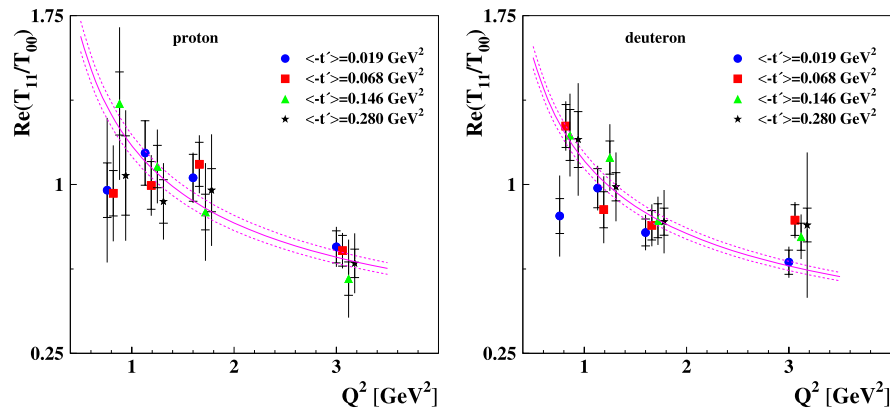 Re(T11/T00)
1.75
1
0.25
proton
<-t´>=0.019 GeV2
<-t´>=0.068 GeV2
<-t´>=0.146 GeV2
<-t´>=0.280 GeV2
1 2 3
Q2 [GeV2]
Re(T11/T00)
1.75
1
0.25
deuteron
<-t´>=0.019 GeV2
<-t´>=0.068 GeV2
<-t´>=0.146 GeV2
<-t´>=0.280 GeV2
1 2 3
Q2 [GeV2]